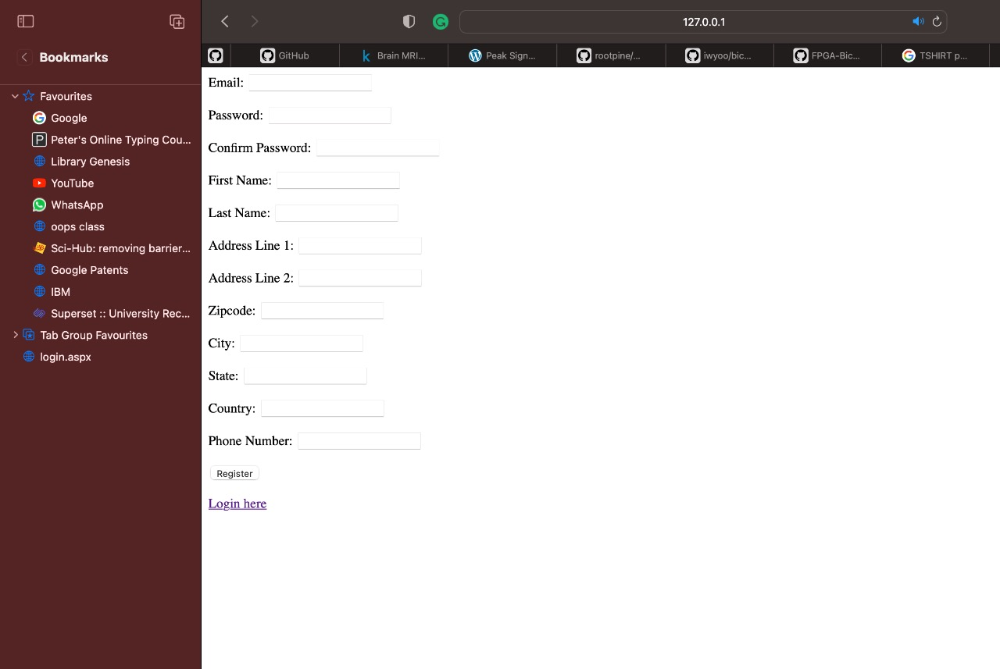 127.0.0.1
Bookmarks
GitHub
Brain MRI...
Peak Sign...
rootpine/...
iwyoo/bic...
FPGA-Bic...
TSHIRT p...
Favourites
Google
Peter's Online Typing Cou...
Library Genesis
YouTube
WhatsApp
oops class
Sci-Hub: removing barrier...
Google Patents
IBM
Superset :: University Rec...
Tab Group Favourites
login.aspx
Email:
Password:
Confirm Password:
First Name:
Last Name:
Address Line 1:
Address Line 2:
Zipcode:
City:
State:
Country:
Phone Number:
Register
Login here